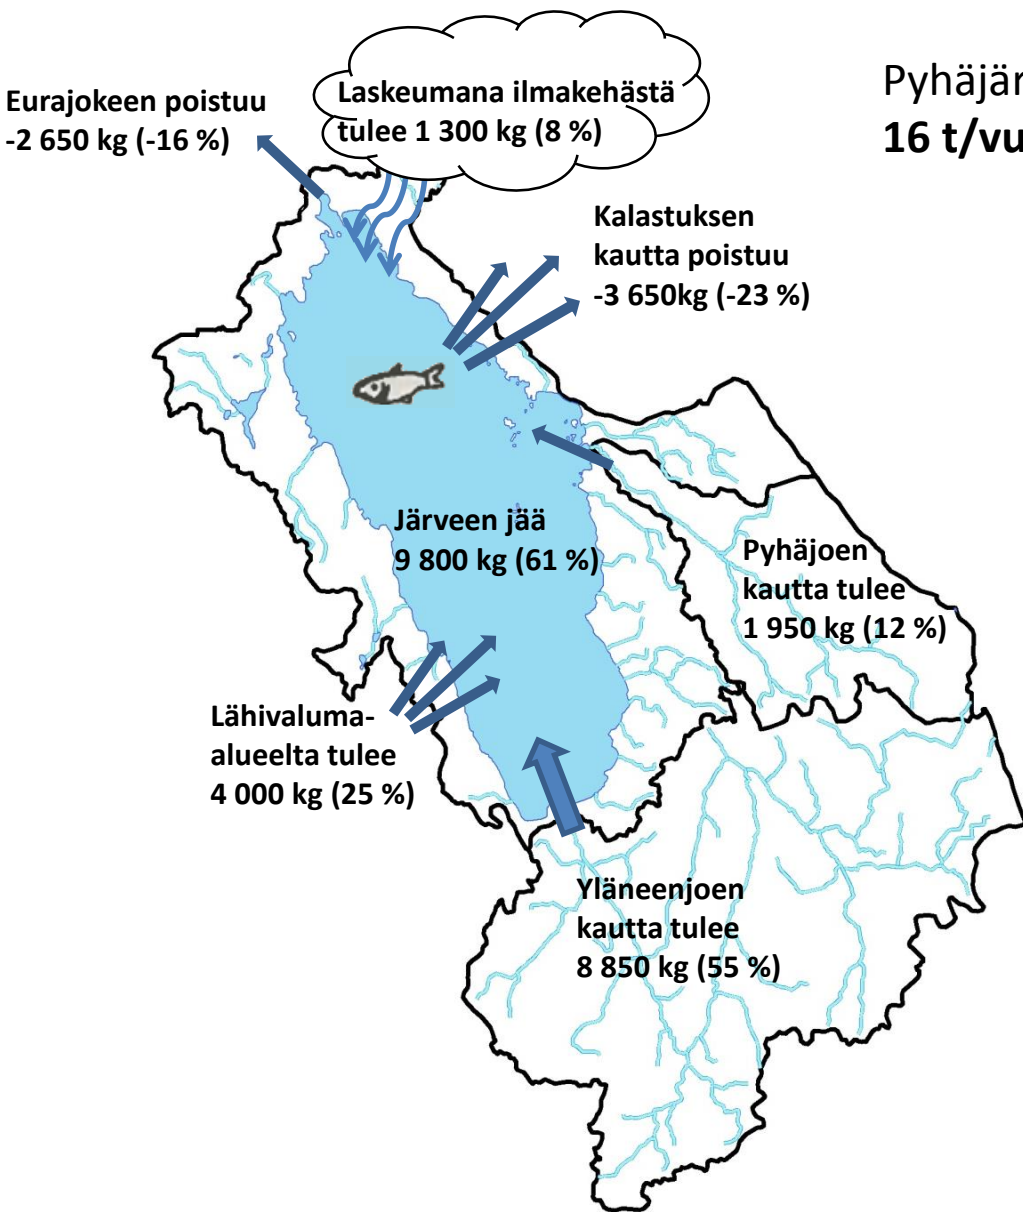 Eurajokeen poistuu
-2 650 kg (-16 %)
Laskeumana ilmakehästä
tulee 1 300 kg (8 %)
16 t/vu
Kalastuksen
kautta poistuu
-3 650kg (-23 %)
Järveen jää
9 800 kg (61 %)
Pyhäjoen
kautta tulee
1 950 kg (12 %)
Lähivaluma-
alueelta tulee
4 000 kg (25 %)
Yläneenjoen
kautta tulee
8 850 kg (55 %)